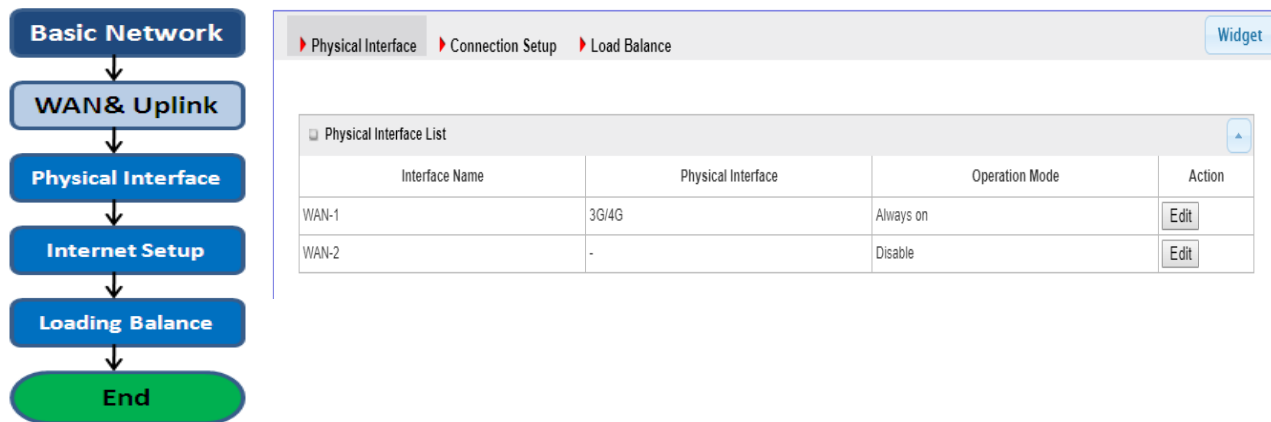 Basic Network
WAN& Uplink
Physical Interface
Internet Setup
Loading Balance
End
Physical Interface Connection Setup Load Balance Widget
Physical Interface List
Interface Name Physical Interface Operation Mode Action
WAN-1 3G/4G Always on Edit
WAN-2 - Disable Edit